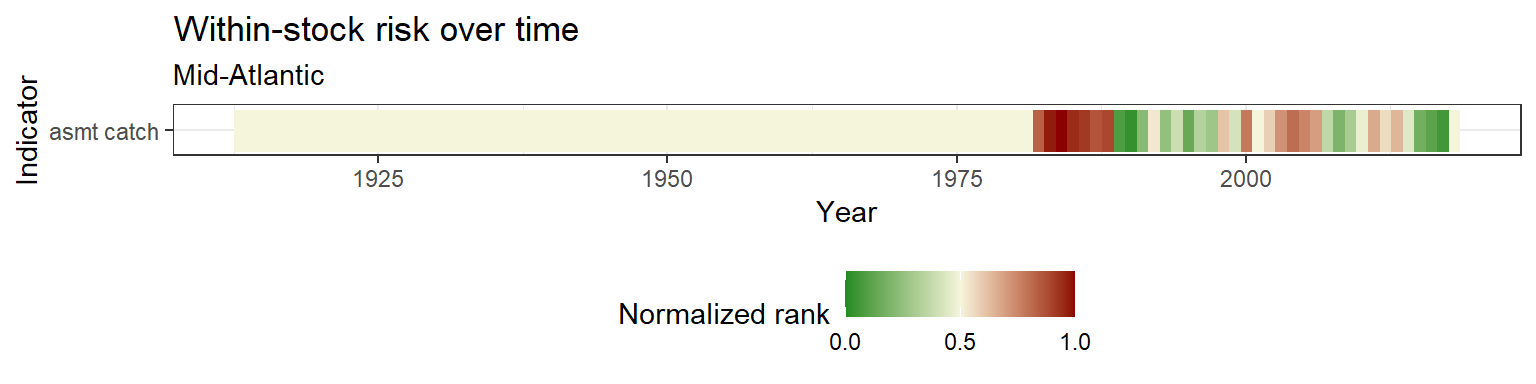 Within-stock risk over time
Mid-Atlantic
Indicator
asmt catch
1925 1950 1975 2000
Year
Normalized rank
0.0 0.5 1.0